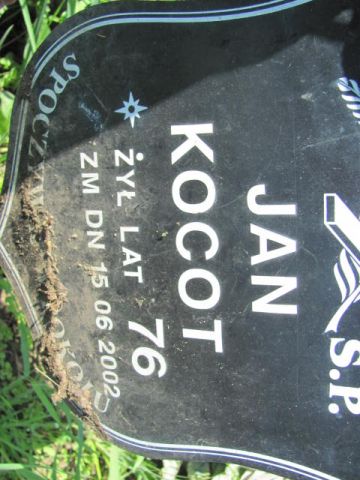 S.P.
JAN
KOCOT
ŻYŁ LAT 76
ZM DN 15 06 2002